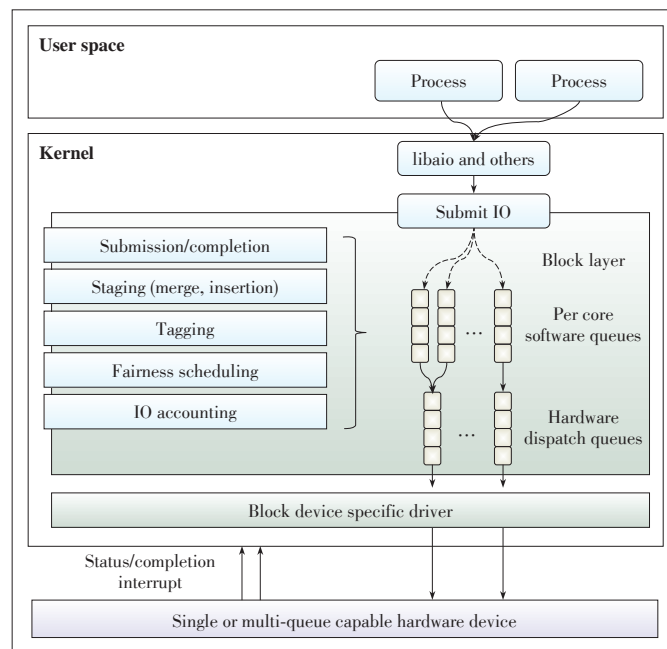 User space
Process
Process
Kernel
libaio and others
Submit IO
Submission/completion
Staging (merge, insertion)
Tagging
Fairness scheduling
IO accounting
Block layer
...
Per core
software queues
...
Hardware
dispatch queues
Block device specific driver
Status/completion
interrupt
Single or multi-queue capable hardware device